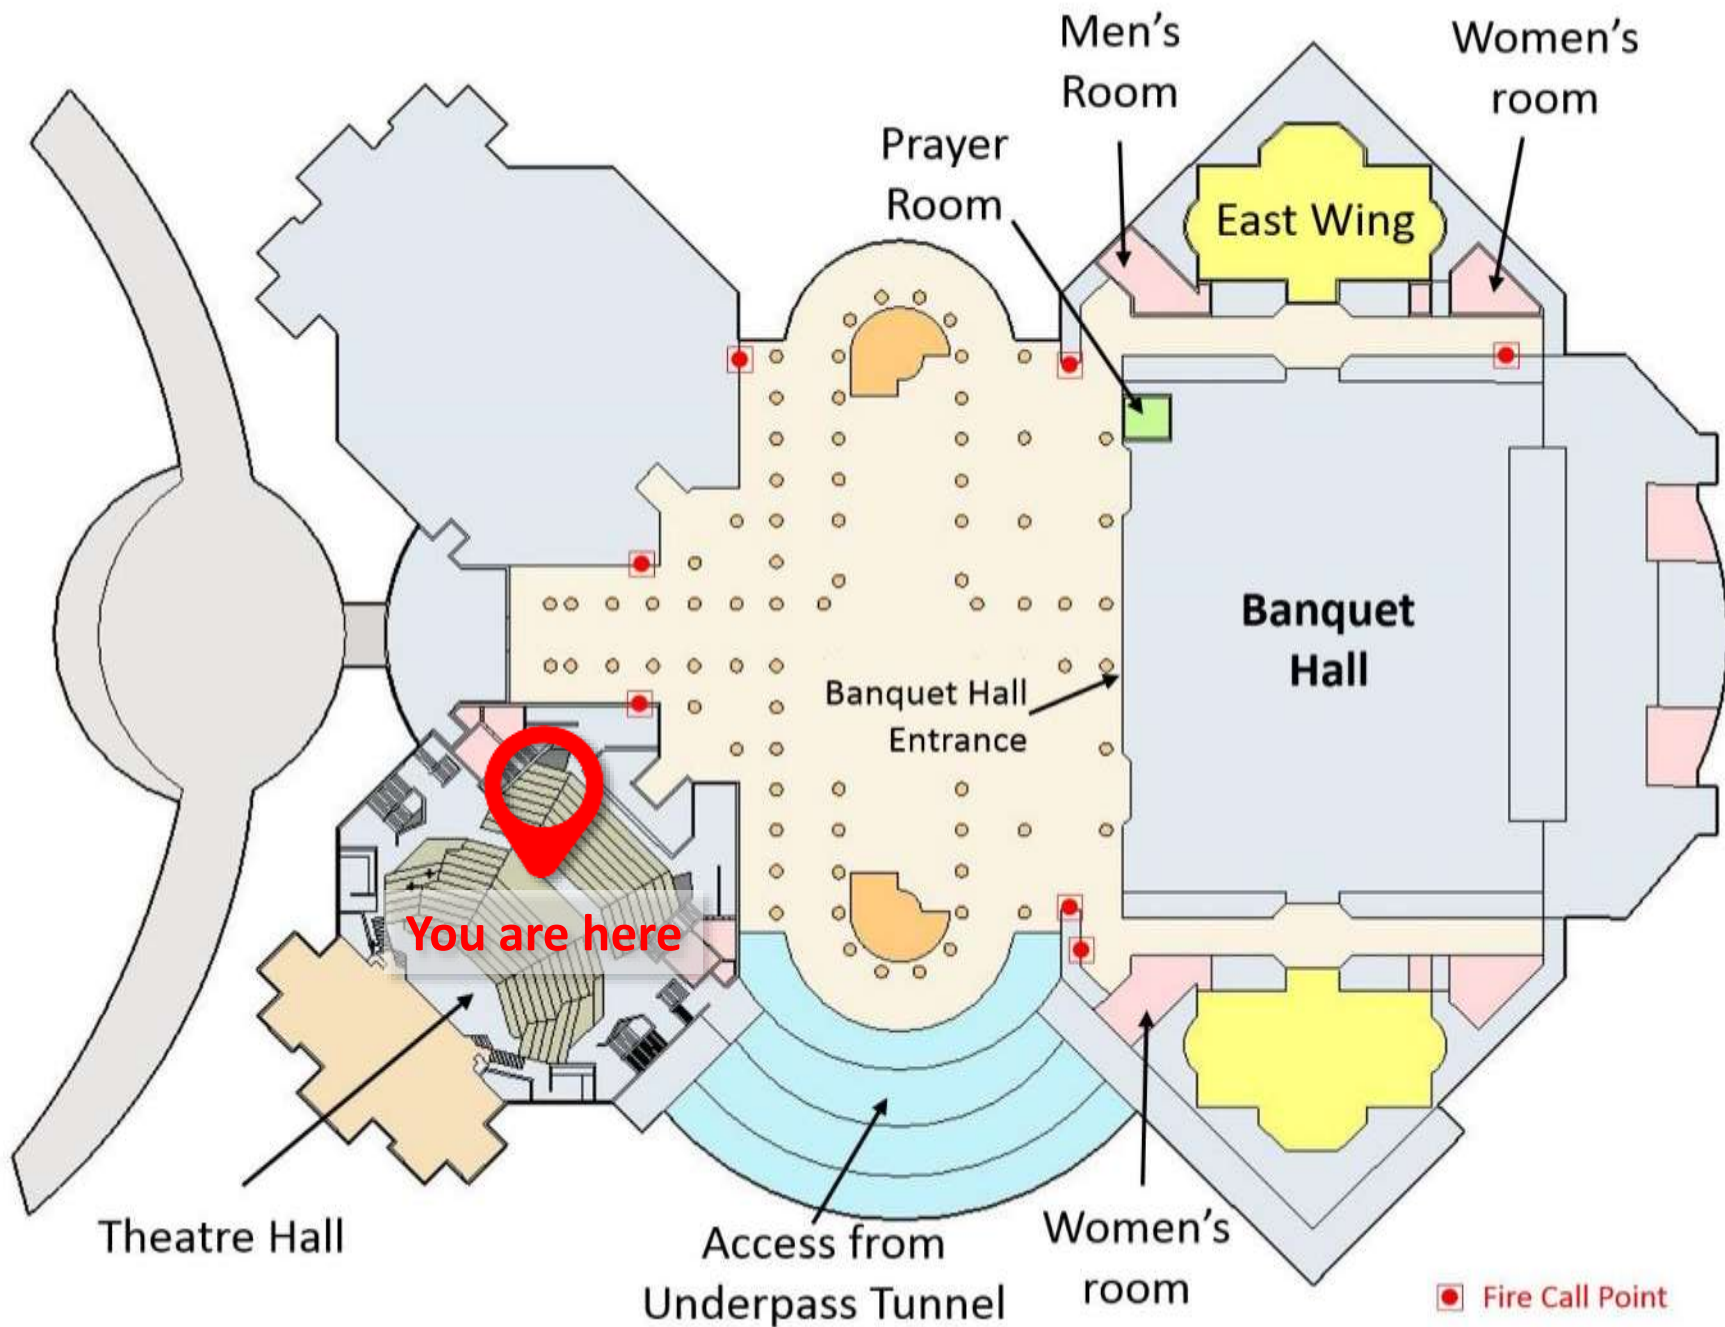 Men's
Room
Women's
room
Prayer
Room
East Wing
Banquet
Hall
Banquet Hall
Entrance
You are here
Theatre Hall
Access from
Underpass Tunnel
Women's
room
Fire Call Point